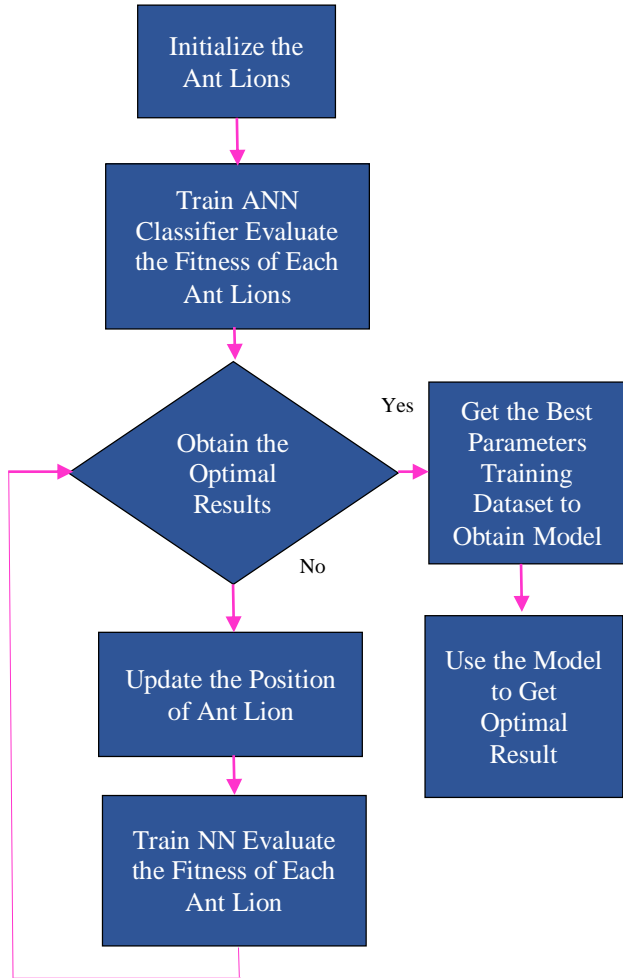 Initialize the
Ant Lions
Train ANN
Classifier Evaluate
the Fitness of Each
Ant Lions
Obtain the
Optimal
Results
Yes
Get the Best
Parameters
Training
Dataset to
Obtain Model
No
Update the Position
of Ant Lion
Use the Model
to Get
Optimal
Result
Train NN Evaluate
the Fitness of Each
Ant Lion